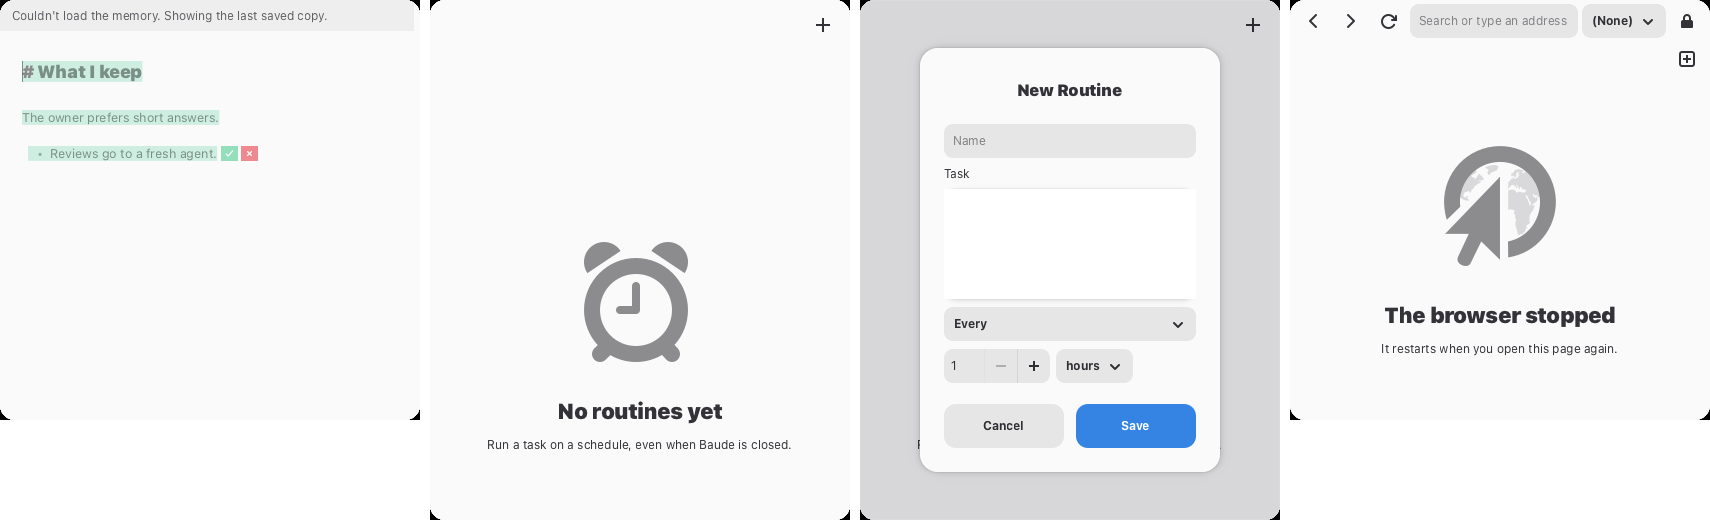 Couldn't load the memory. Showing the last saved copy.
# What I keep
The owner prefers short answers.
• Reviews go to a fresh agent.
No routines yet
Run a task on a schedule, even when Baude is closed.
New Routine
Name
Task
Every
1
hours
Cancel
Save
Search or type an address
(None)
The browser stopped
It restarts when you open this page again.